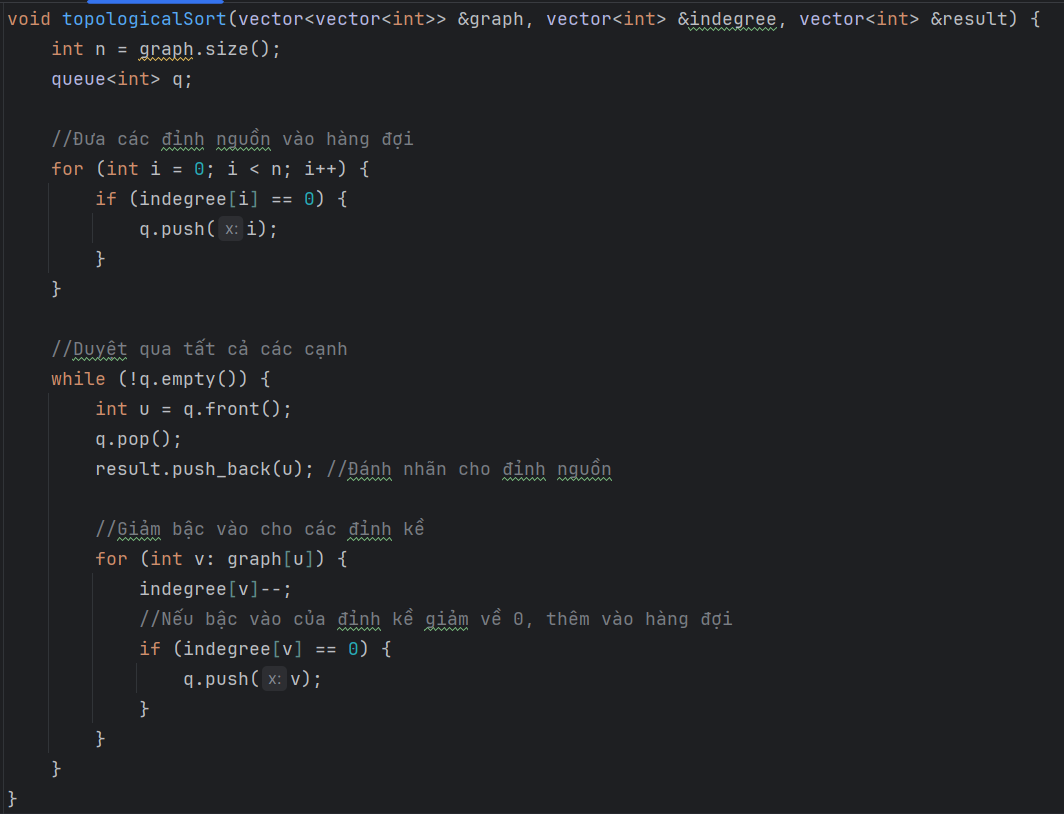 void topologicalSort(vector<vector<int>> &graph, vector<int> &indegree, vector<int> &result) {
    int n = graph.size();
    queue<int> q;

    //Đưa các đỉnh nguồn vào hàng đợi
    for (int i = 0; i < n; i++) {
        if (indegree[i] == 0) {
            q.push(x: i);
        }
    }

    //Duyệt qua tất cả các cạnh
    while (!q.empty()) {
        int u = q.front();
        q.pop();
        result.push_back(u); //Đánh nhãn cho đỉnh nguồn

        //Giảm bậc vào cho các đỉnh kề
        for (int v: graph[u]) {
            indegree[v]--;
            //Nếu bậc vào của đỉnh kề giảm về 0, thêm vào hàng đợi
            if (indegree[v] == 0) {
                q.push(x: v);
            }
        }
    }
}